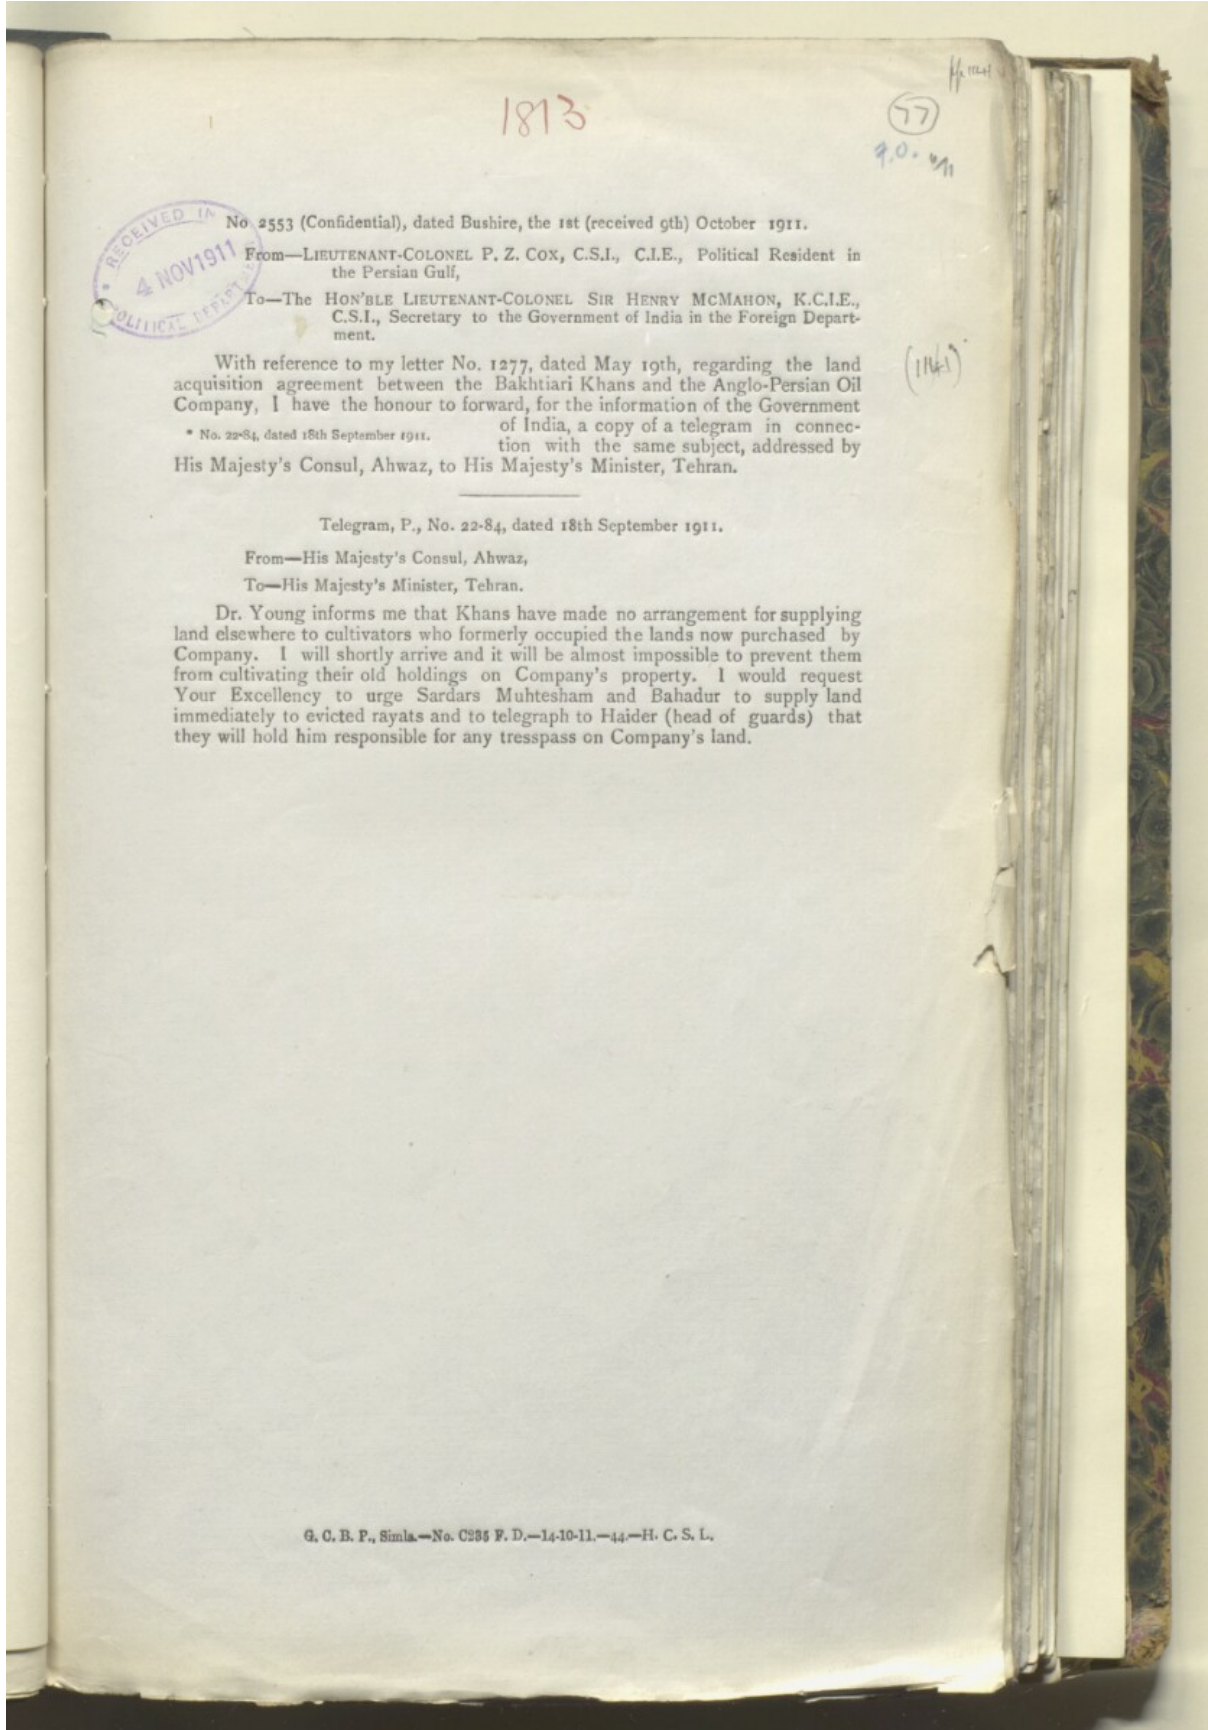 1813
77
F.O.
No 2553 (Confidential), dated Bushire, the 1st (received 9th) October 1911.
RECEIVED IN
4 NOV 1911
POLITICAL DEPARTMENT
From—LIEUTENANT-COLONEL P. Z. COX, C.S.I., C.I.E., Political Resident in
the Persian Gulf,
To—The HON'BLE LIEUTENANT-COLONEL SIR HENRY MCMAHON, K.C.I.E.,
C.S.I., Secretary to the Government of India in the Foreign Depart-
ment.
With reference to my letter No. 1277, dated May 19th, regarding the land
(1141)
acquisition agreement between the Bakhtiari Khans and the Anglo-Persian Oil
Company, I have the honour to forward, for the information of the Government
* No. 22-84, dated 18th September 1911.
of India, a copy of a telegram in connec-
tion with the same subject, addressed by
His Majesty's Consul, Ahwaz, to His Majesty's Minister, Tehran.
Telegram, P., No. 22-84, dated 18th September 1911.
From—His Majesty's Consul, Ahwaz,
To—His Majesty's Minister, Tehran.
Dr. Young informs me that Khans have made no arrangement for supplying
land elsewhere to cultivators who formerly occupied the lands now purchased by
Company. I will shortly arrive and it will be almost impossible to prevent them
from cultivating their old holdings on Company's property. I would request
Your Excellency to urge Sardars Muhtesham and Bahadur to supply land
immediately to evicted rayats and to telegraph to Haider (head of guards) that
they will hold him responsible for any tresspass on Company's land.
G. C. B. P., Simla.—No. C235 F. D.—14-10-11.—44.—H. C. S. L.